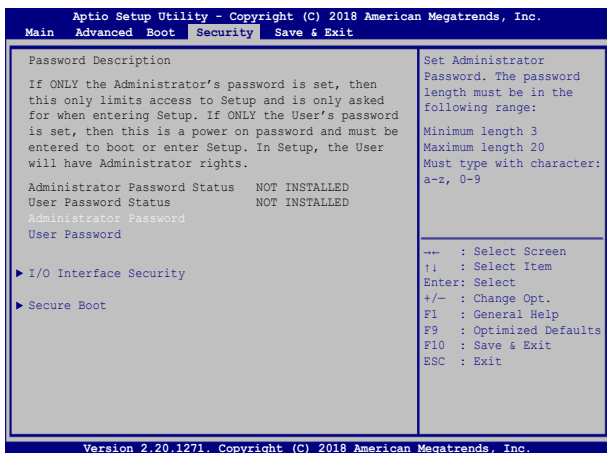 Aptio Setup Utility - Copyright (C) 2018 American Megatrends, Inc.
Main Advanced Boot Security Save & Exit
Password Description
If ONLY the Administrator's password is set, then
this only limits access to Setup and is only asked
for when entering Setup. If ONLY the User's password
is set, then this is a power on password and must be
entered to boot or enter Setup. In Setup, the User
will have Administrator rights.
Administrator Password Status NOT INSTALLED
User Password Status NOT INSTALLED
Administrator Password
User Password
▶ I/O Interface Security
▶ Secure Boot
Set Administrator
Password. The password
length must be in the
following range:
Minimum length 3
Maximum length 20
Must type with character:
a-z, 0-9
→← : Select Screen
↑↓ : Select Item
Enter: Select
+/— : Change Opt.
F1 : General Help
F9 : Optimized Defaults
F10 : Save & Exit
ESC : Exit
Version 2.20.1271. Copyright (C) 2018 American Megatrends, Inc.